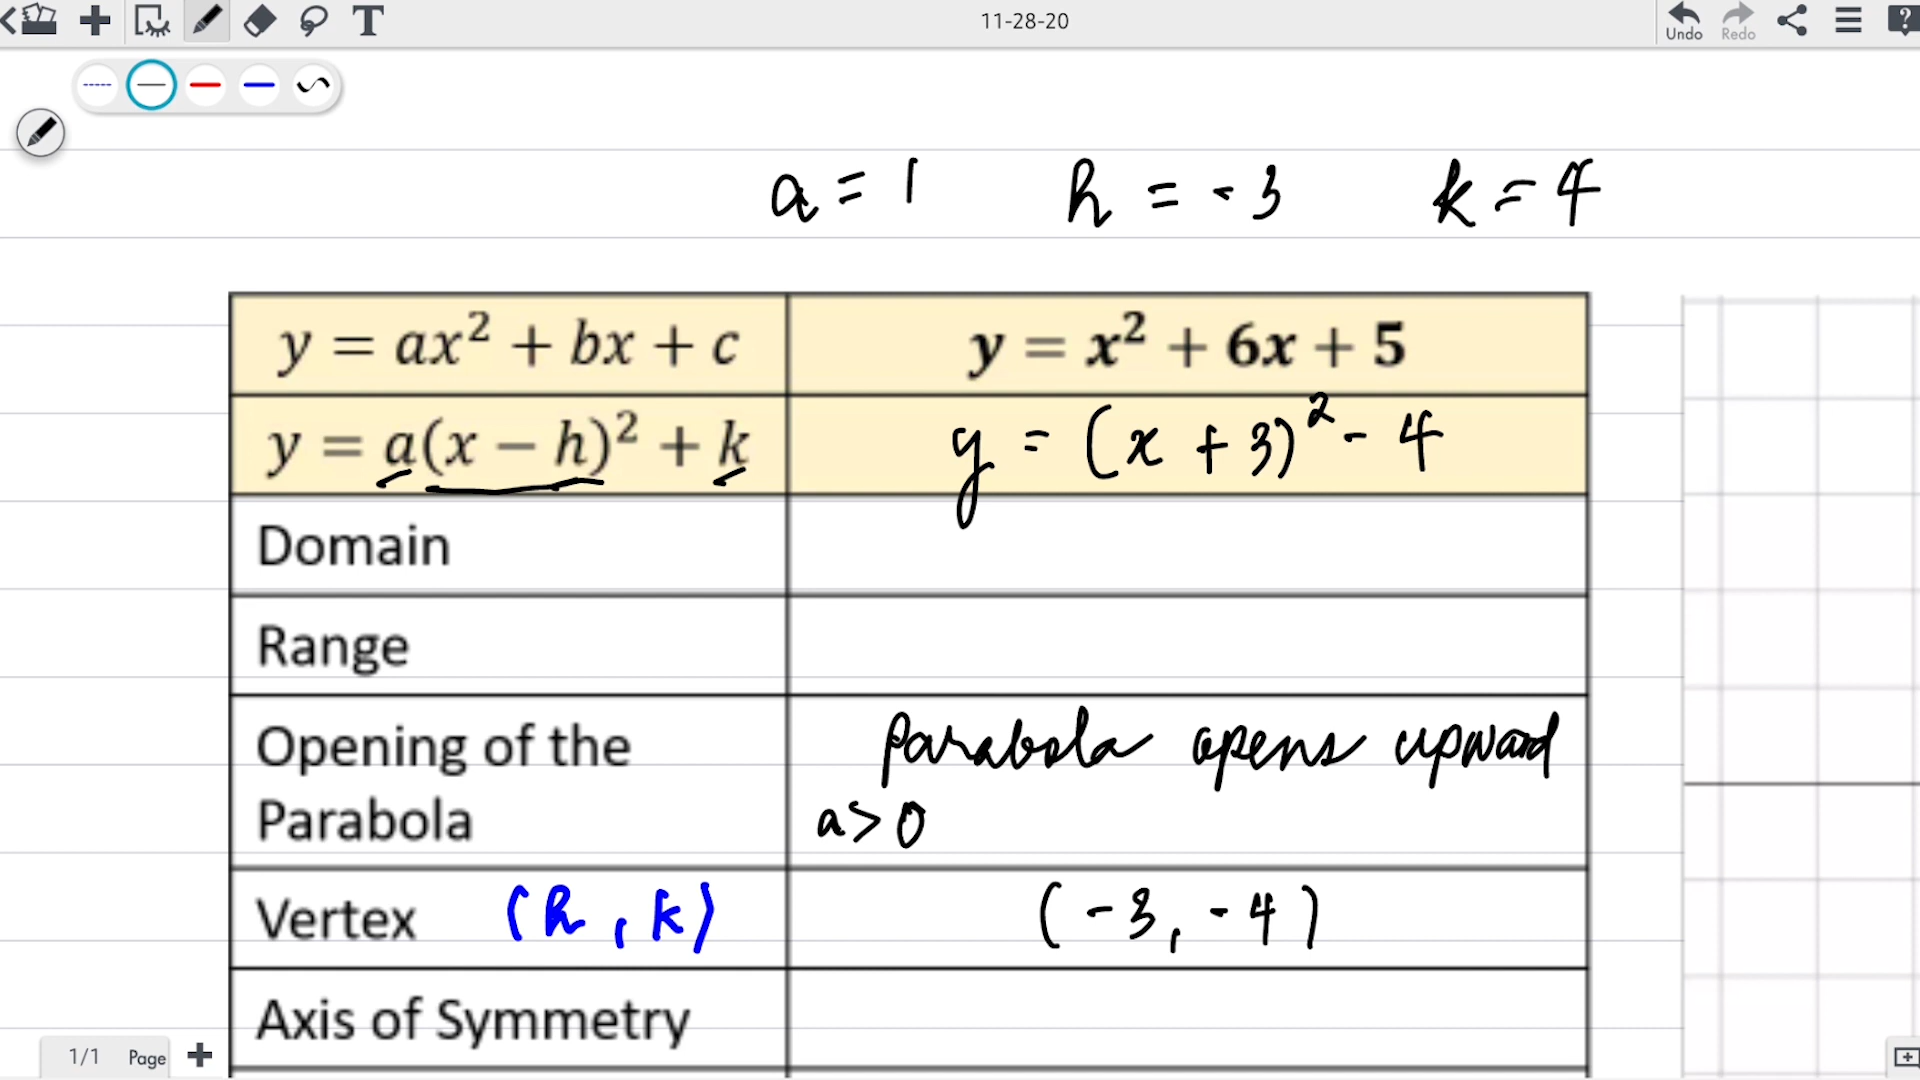 11-28-20
Undo Redo
a = 1 h = -3 k = 4
y = ax² + bx + c y = x² + 6x + 5
y = a(x − h)² + k y = (x + 3)² - 4
Domain
Range
Opening of the Parabola opens upward
Parabola a > 0
Vertex (h, k) (-3, -4)
Axis of Symmetry
1/1 Page